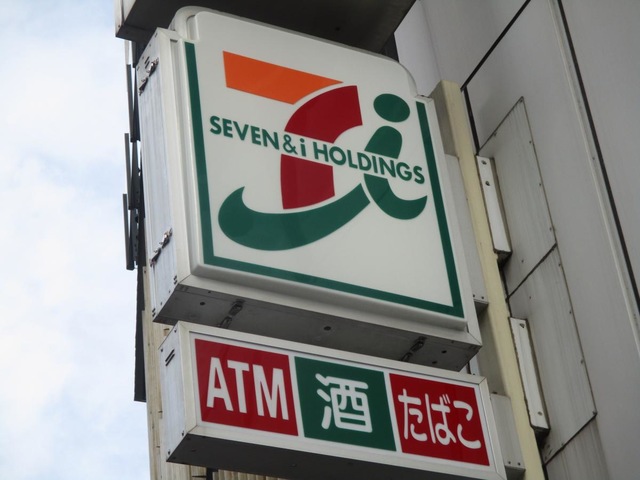 SEVEN & i HOLDINGS
ATM 酒 たばこ